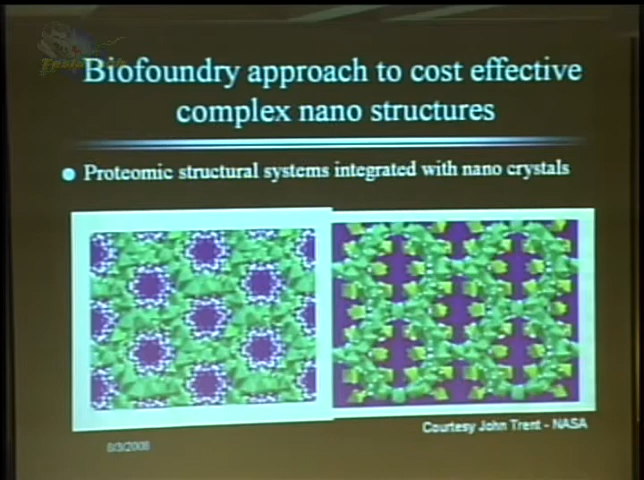 Biofoundry approach to cost effective
complex nano structures
Proteomic structural systems integrated with nano crystals
Courtesy John Trent - NASA